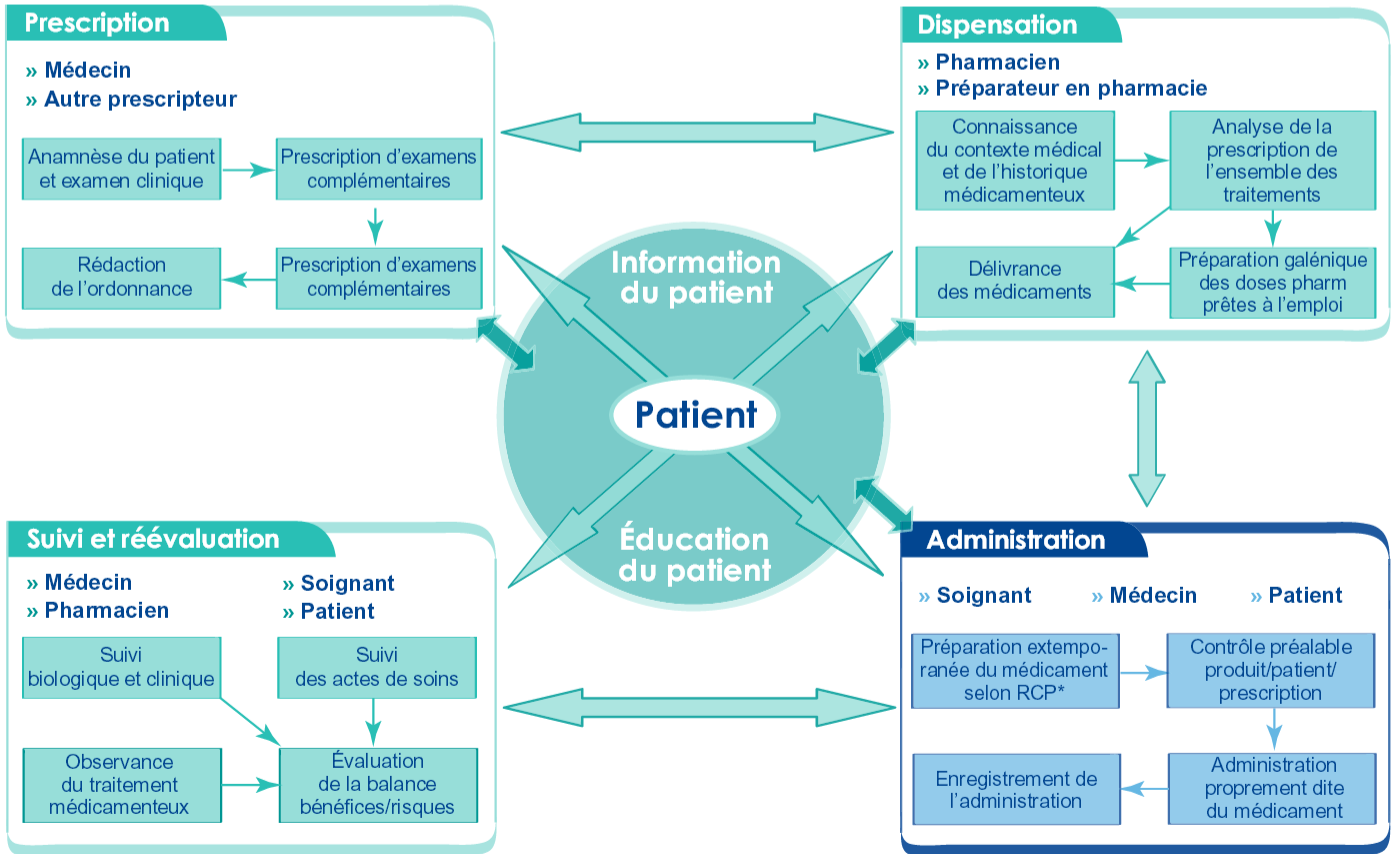 Prescription
» Médecin
» Autre prescripteur
Anamnèse du patient
et examen clinique
Prescription d’examens
complémentaires
Prescription d’examens
complémentaires
Rédaction
de l’ordonnance
Dispensation
» Pharmacien
» Préparateur en pharmacie
Connaissance
du contexte médical
et de l’historique
médicamenteux
Analyse de la
prescription de
l’ensemble des
traitements
Délivrance
des médicaments
Préparation galénique
des doses pharm
prêtes à l’emploi
Information
du patient
Patient
Éducation
du patient
Suivi et réévaluation
» Médecin
» Pharmacien
» Soignant
» Patient
Suivi
biologique et clinique
Suivi
des actes de soins
Observance
du traitement
médicamenteux
Évaluation
de la balance
bénéfices/risques
Administration
» Soignant
» Médecin
» Patient
Préparation extempo-
ranée du médicament
selon RCP*
Contrôle préalable
produit/patient/
prescription
Enregistrement de
l’administration
Administration
proprement dite
du médicament